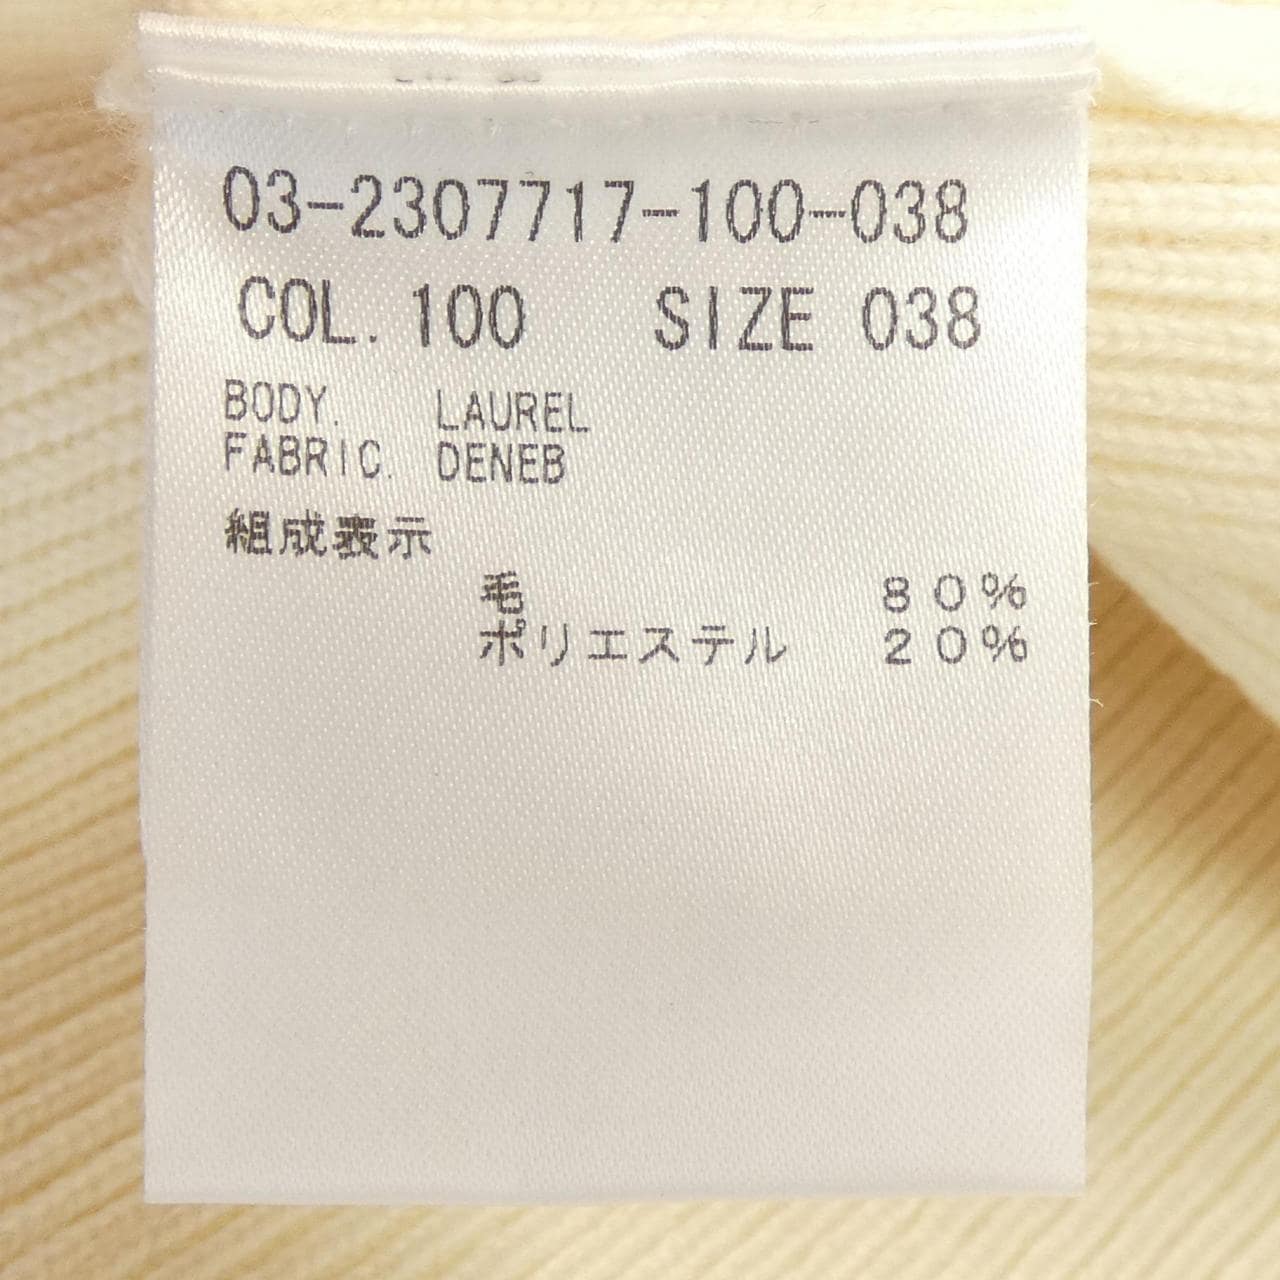 03-2307717-100-038
COL. 100 SIZE 038
BODY. LAUREL
FABRIC. DENEB
組成表示
毛 80%
ポリエステル 20%